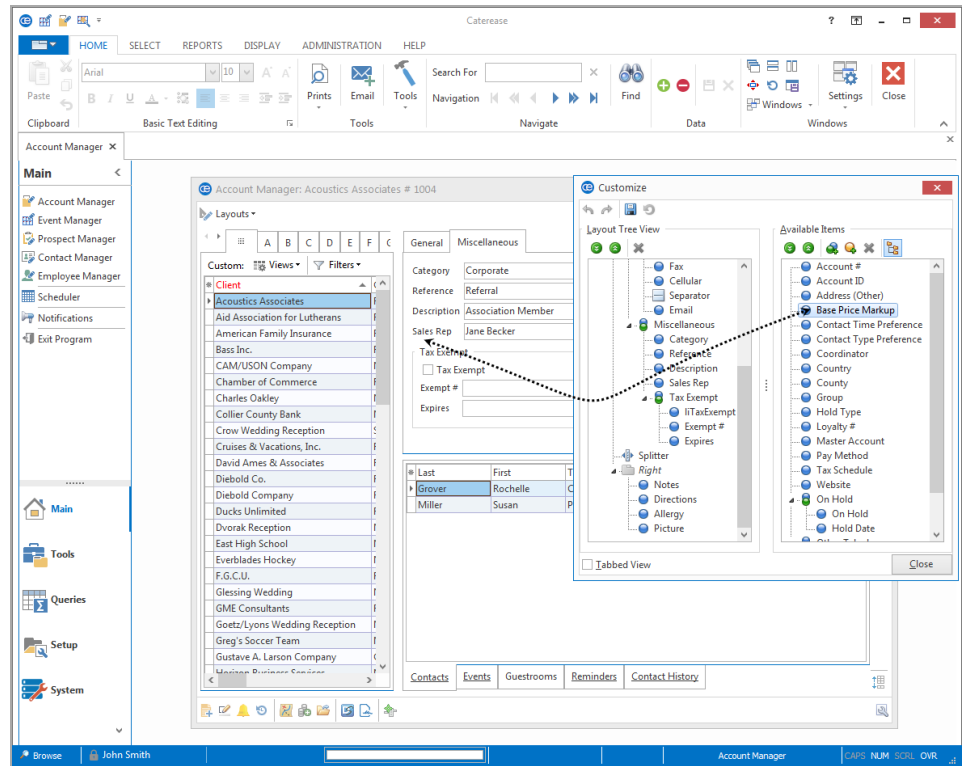 Caterease
?
HOME SELECT REPORTS DISPLAY ADMINISTRATION HELP
Paste
Arial 10
B I U A
Prints Email Tools
Search For
Navigation
Find
Windows
Settings Close
Clipboard Basic Text Editing Tools Navigate Data Windows
Account Manager
Main
Account Manager
Event Manager
Prospect Manager
Contact Manager
Employee Manager
Scheduler
Notifications
Exit Program
Main
Tools
Queries
Setup
System
Account Manager: Acoustics Associates # 1004
Layouts
A B C D E F
Custom: Views Filters
Client
Acoustics Associates
Aid Association for Lutherans
American Family Insurance
Bass Inc.
CAM/USON Company
Chamber of Commerce
Charles Oakley
Collier County Bank
Crow Wedding Reception
Cruises & Vacations, Inc.
David Ames & Associates
Diebold Co.
Diebold Company
Ducks Unlimited
Dvorak Reception
East High School
Everblades Hockey
F.G.C.U.
Glessing Wedding
GME Consultants
Goetz/Lyons Wedding Reception
Greg's Soccer Team
Gustave A. Larson Company
Horizon Business Services
General Miscellaneous
Category Corporate
Reference Referral
Description Association Member
Sales Rep Jane Becker
Tax Exempt
Tax Exempt
Exempt #
Expires
Last First T
Grover Rochelle C
Miller Susan P
Contacts Events Guestrooms Reminders Contact History
Customize
Layout Tree View
Fax
Cellular
Separator
Email
Miscellaneous
Category
Reference
Description
Sales Rep
Tax Exempt
liTaxExempt
Exempt #
Expires
Splitter
Right
Notes
Directions
Allergy
Picture
Available Items
Account #
Account ID
Address (Other)
Base Price Markup
Contact Time Preference
Contact Type Preference
Coordinator
Country
County
Group
Hold Type
Loyalty #
Master Account
Pay Method
Tax Schedule
Website
On Hold
On Hold
Hold Date
Tabbed View
Close
Browse John Smith Account Manager CAPS NUM SCRL OVR